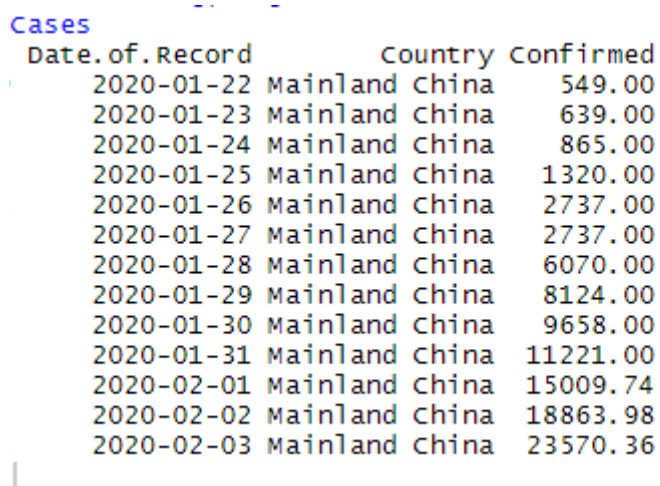 Cases
Date.of.Record Country Confirmed
2020-01-22 Mainland China 549.00
2020-01-23 Mainland China 639.00
2020-01-24 Mainland China 865.00
2020-01-25 Mainland China 1320.00
2020-01-26 Mainland China 2737.00
2020-01-27 Mainland China 2737.00
2020-01-28 Mainland China 6070.00
2020-01-29 Mainland China 8124.00
2020-01-30 Mainland China 9658.00
2020-01-31 Mainland China 11221.00
2020-02-01 Mainland China 15009.74
2020-02-02 Mainland China 18863.98
2020-02-03 Mainland China 23570.36